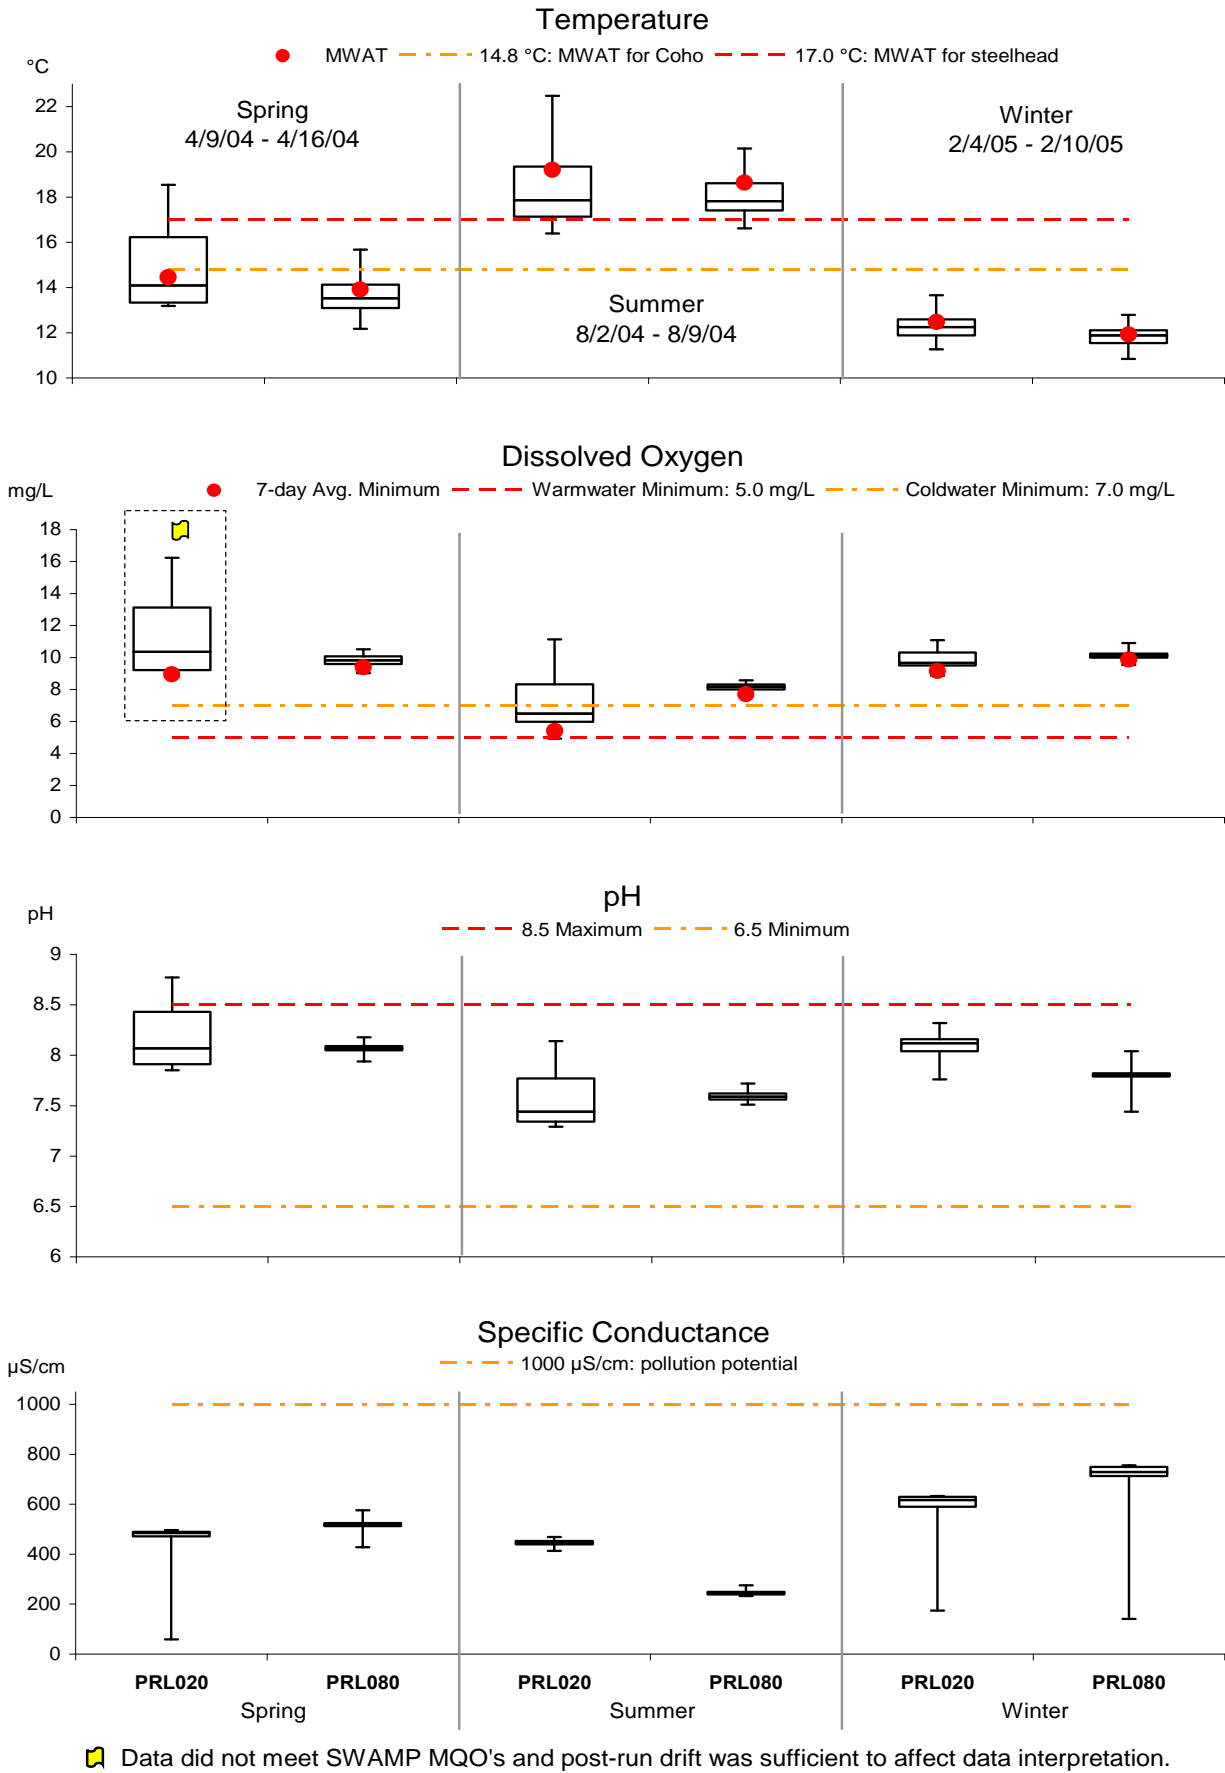 Temperature
MWAT 14.8 °C: MWAT for Coho 17.0 °C: MWAT for steelhead
°C
22
20
18
16
14
12
10
Spring
4/9/04 - 4/16/04
Summer
8/2/04 - 8/9/04
Winter
2/4/05 - 2/10/05
Dissolved Oxygen
mg/L
7-day Avg. Minimum Warmwater Minimum: 5.0 mg/L Coldwater Minimum: 7.0 mg/L
18
16
14
12
10
8
6
4
2
0
pH
pH
8.5 Maximum 6.5 Minimum
9
8.5
8
7.5
7
6.5
6
Specific Conductance
µS/cm
1000 µS/cm: pollution potential
1000
800
600
400
200
0
PRL020 PRL080 PRL020 PRL080 PRL020 PRL080
Spring Summer Winter
Data did not meet SWAMP MQO's and post-run drift was sufficient to affect data interpretation.